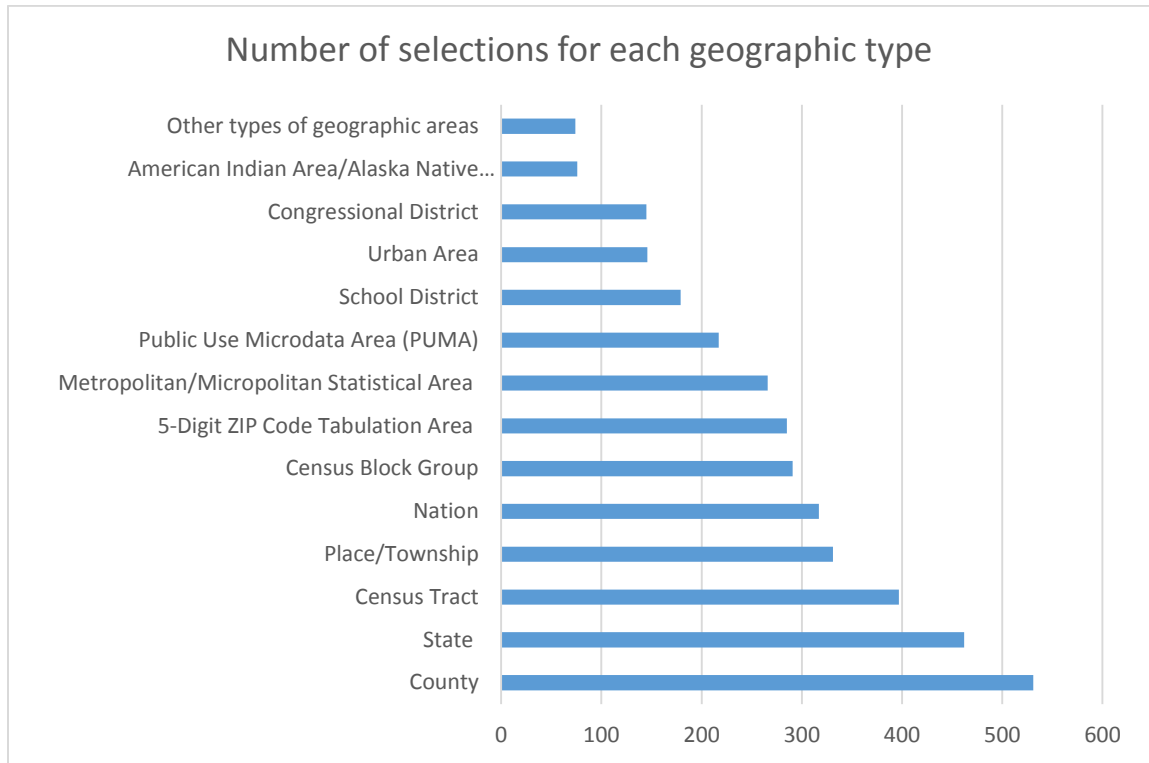 Number of selections for each geographic type
Other types of geographic areas
American Indian Area/Alaska Native...
Congressional District
Urban Area
School District
Public Use Microdata Area (PUMA)
Metropolitan/Micropolitan Statistical Area
5-Digit ZIP Code Tabulation Area
Census Block Group
Nation
Place/Township
Census Tract
State
County
0 100 200 300 400 500 600